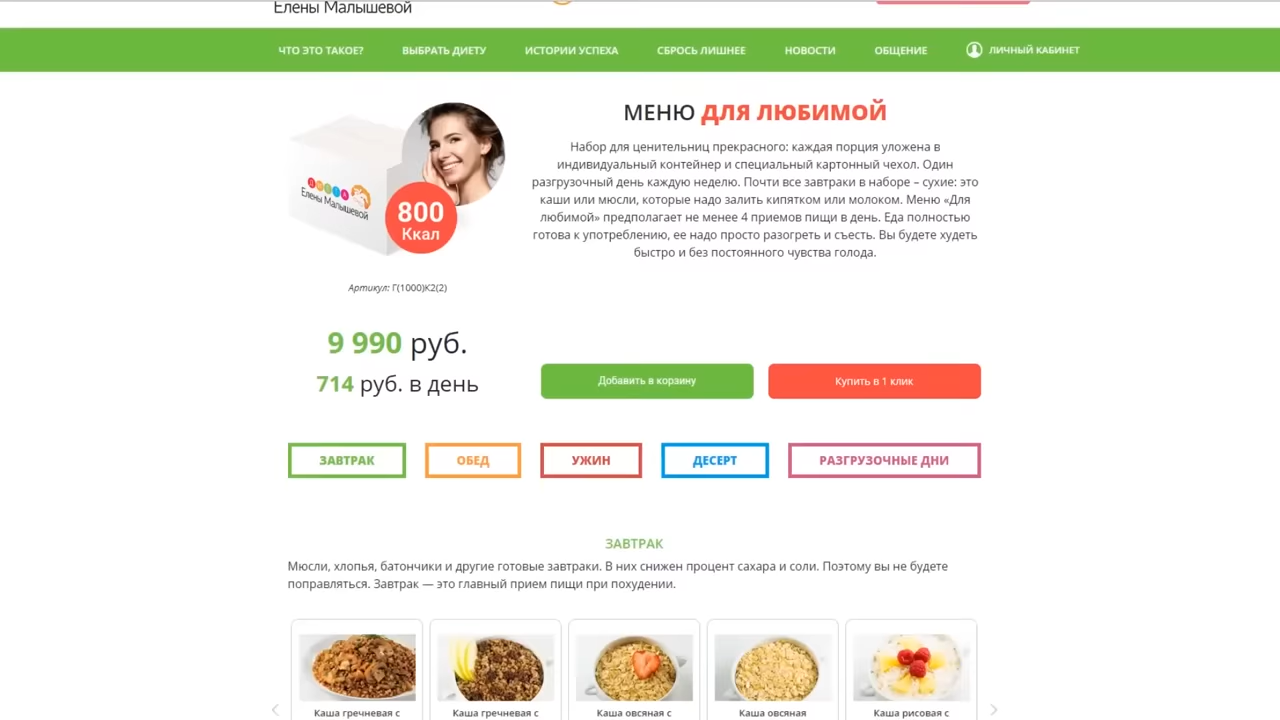 Елены Малышевой
ЧТО ЭТО ТАКОЕ?
ВЫБРАТЬ ДИЕТУ
ИСТОРИИ УСПЕХА
СБРОСЬ ЛИШНЕЕ
НОВОСТИ
ОБЩЕНИЕ
ЛИЧНЫЙ КАБИНЕТ
ДИЕТА
Елены Малышевой
800
Ккал
Артикул: Г(1000)К2(2)
МЕНЮ ДЛЯ ЛЮБИМОЙ
Набор для ценительниц прекрасного: каждая порция уложена в
индивидуальный контейнер и специальный картонный чехол. Один
разгрузочный день каждую неделю. Почти все завтраки в наборе – сухие: это
каши или мюсли, которые надо залить кипятком или молоком. Меню «Для
любимой» предполагает не менее 4 приемов пищи в день. Еда полностью
готова к употреблению, ее надо просто разогреть и съесть. Вы будете худеть
быстро и без постоянного чувства голода.
9 990 руб.
714 руб. в день
Добавить в корзину
Купить в 1 клик
ЗАВТРАК
ОБЕД
УЖИН
ДЕСЕРТ
РАЗГРУЗОЧНЫЕ ДНИ
ЗАВТРАК
Мюсли, хлопья, батончики и другие готовые завтраки. В них снижен процент сахара и соли. Поэтому вы не будете
поправляться. Завтрак — это главный прием пищи при похудении.
Каша гречневая с
Каша гречневая с
Каша овсяная с
Каша овсяная
Каша рисовая с